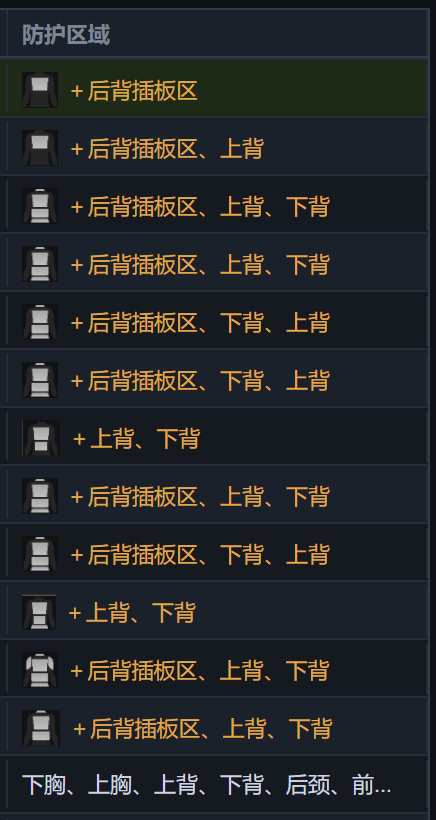 防护区域
+ 后背插板区
+ 后背插板区、上背
+ 后背插板区、上背、下背
+ 后背插板区、上背、下背
+ 后背插板区、下背、上背
+ 后背插板区、下背、上背
+ 上背、下背
+ 后背插板区、上背、下背
+ 后背插板区、下背、上背
+ 上背、下背
+ 后背插板区、上背、下背
+ 后背插板区、上背、下背
下胸、上胸、上背、下背、后颈、前...